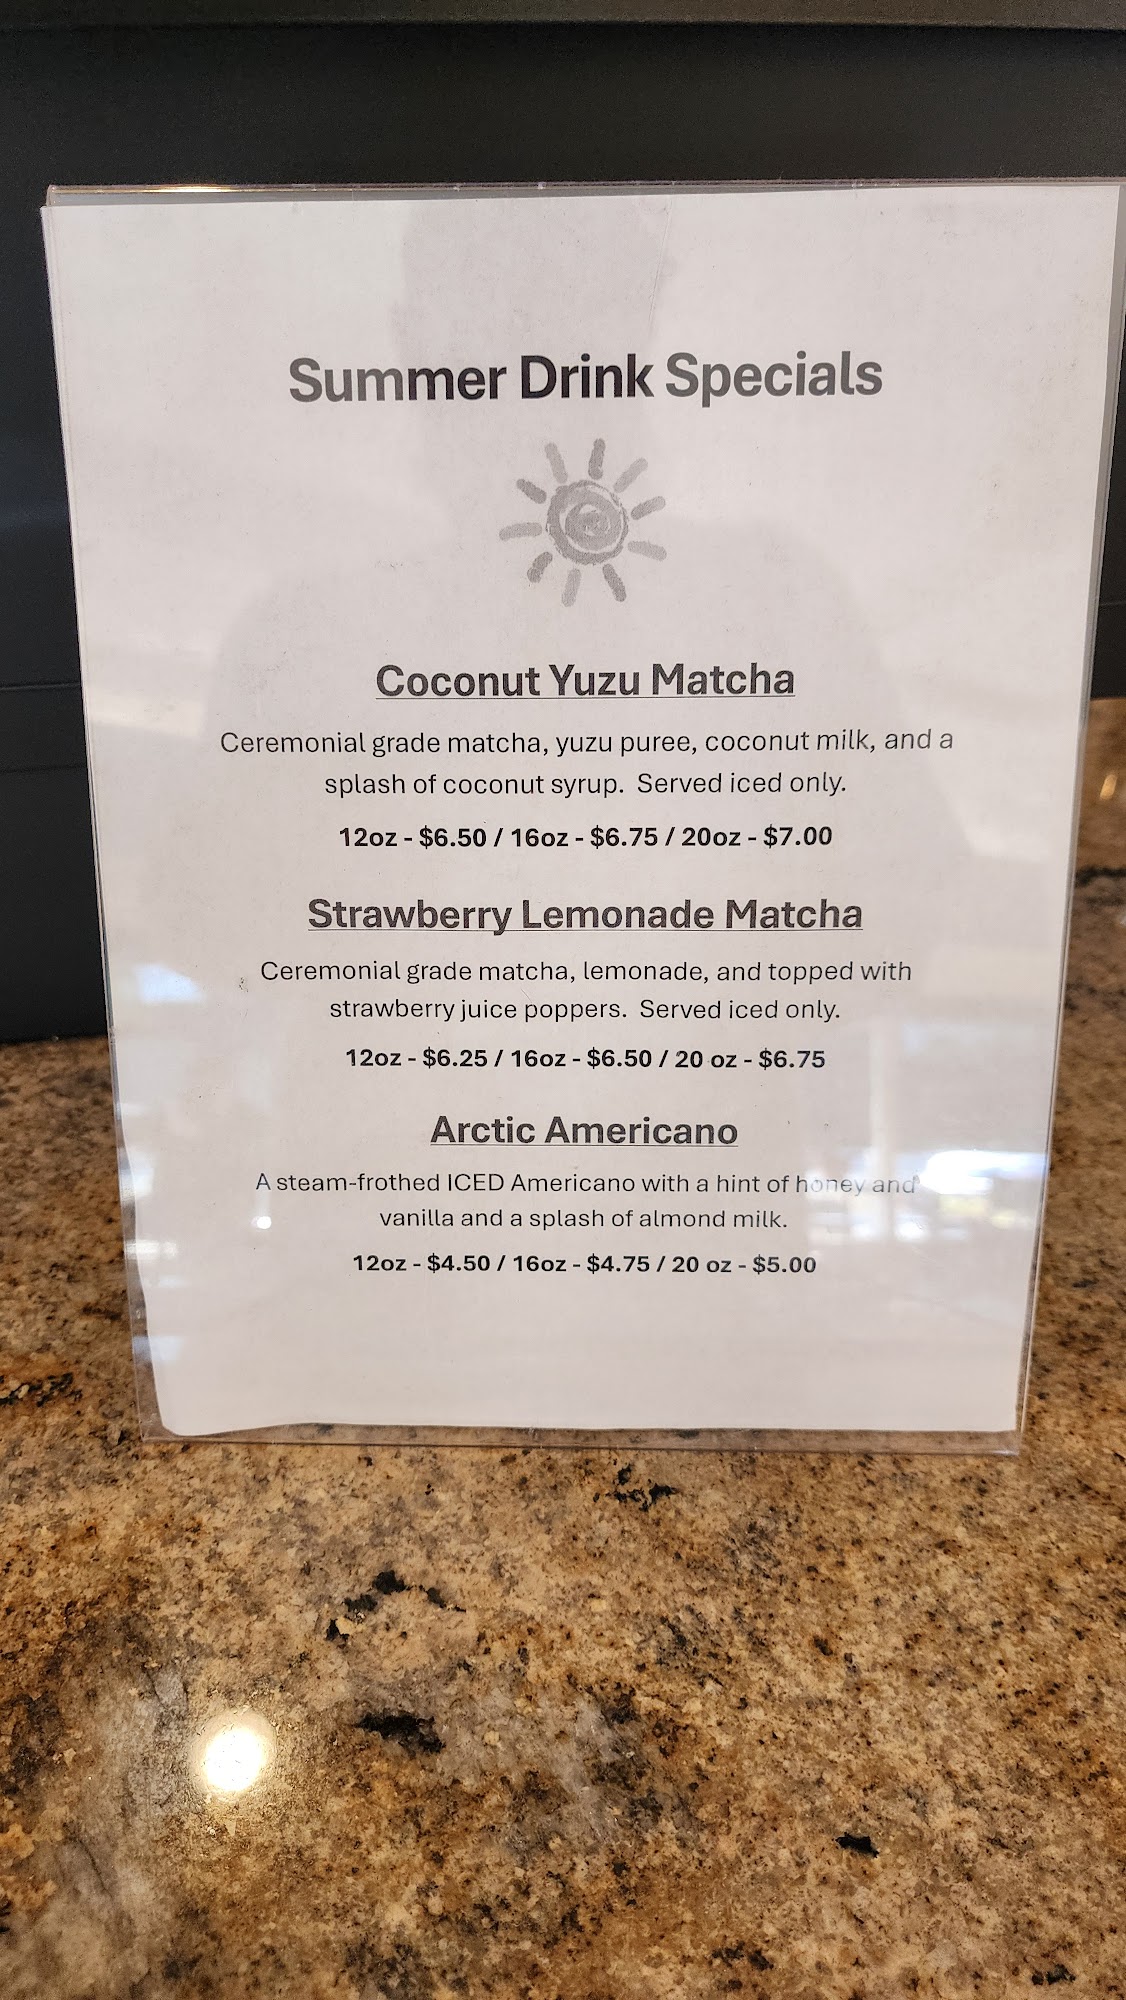 Summer Drink Specials
Coconut Yuzu Matcha
Ceremonial grade matcha, yuzu puree, coconut milk, and a
splash of coconut syrup.  Served iced only.
12oz - $6.50 / 16oz - $6.75 / 20oz - $7.00
Strawberry Lemonade Matcha
Ceremonial grade matcha, lemonade, and topped with
strawberry juice poppers.  Served iced only.
12oz - $6.25 / 16oz - $6.50 / 20 oz - $6.75
Arctic Americano
A steam-frothed ICED Americano with a hint of honey and
vanilla and a splash of almond milk.
12oz - $4.50 / 16oz - $4.75 / 20 oz - $5.00